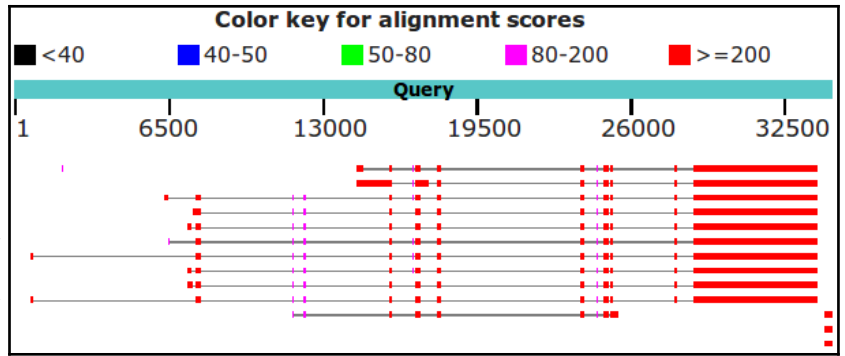 Color key for alignment scores
<40 40-50 50-80 80-200 >=200
Query
1 6500 13000 19500 26000 32500